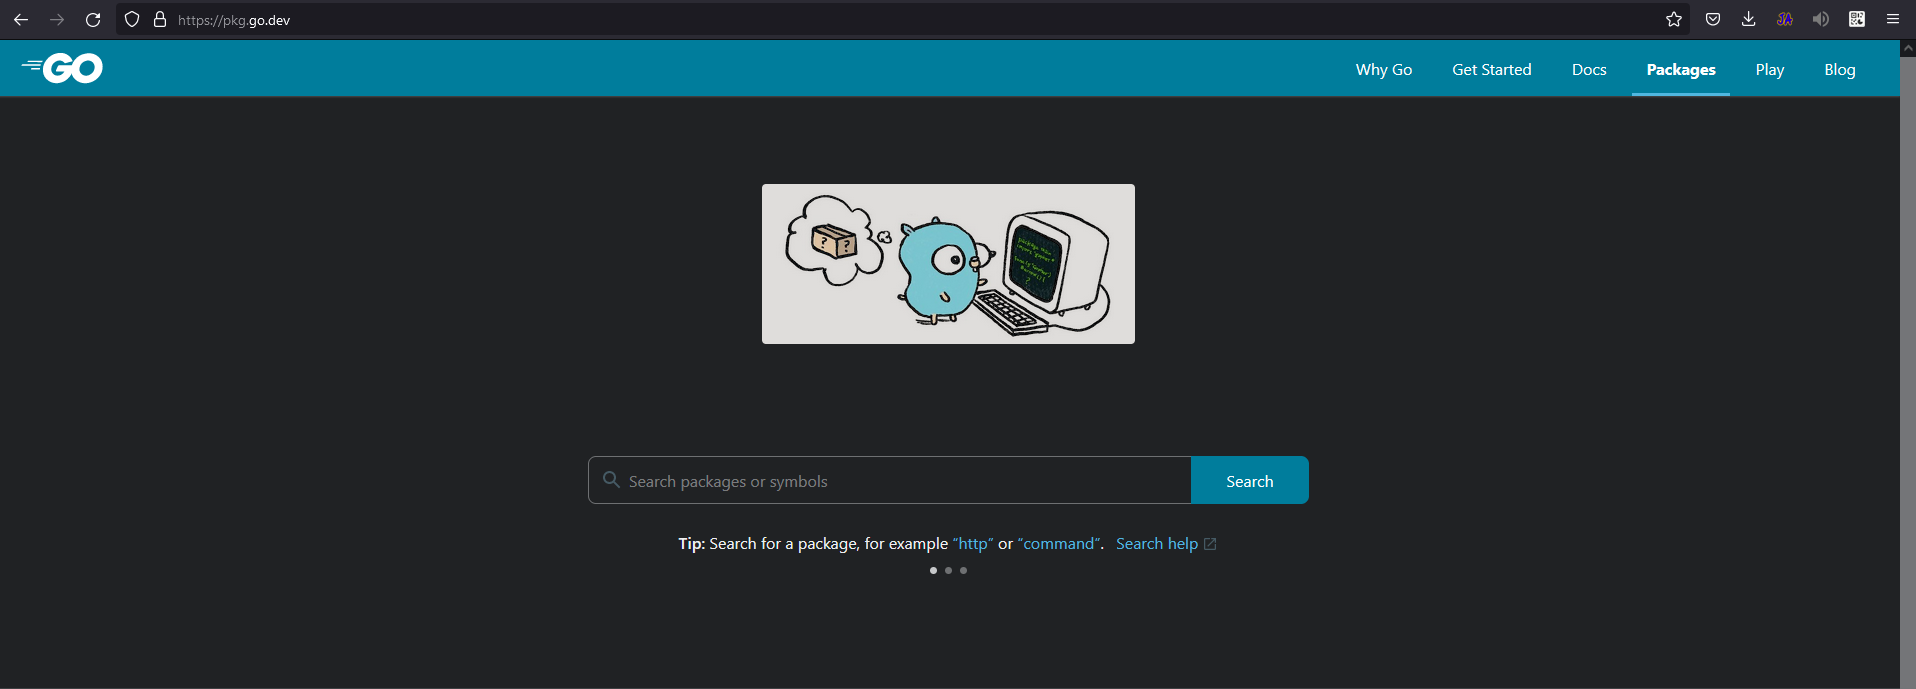 https://pkg.go.dev
GO
Why Go
Get Started
Docs
Packages
Play
Blog
? ?
Search packages or symbols
Search
Tip: Search for a package, for example “http” or “command”. Search help